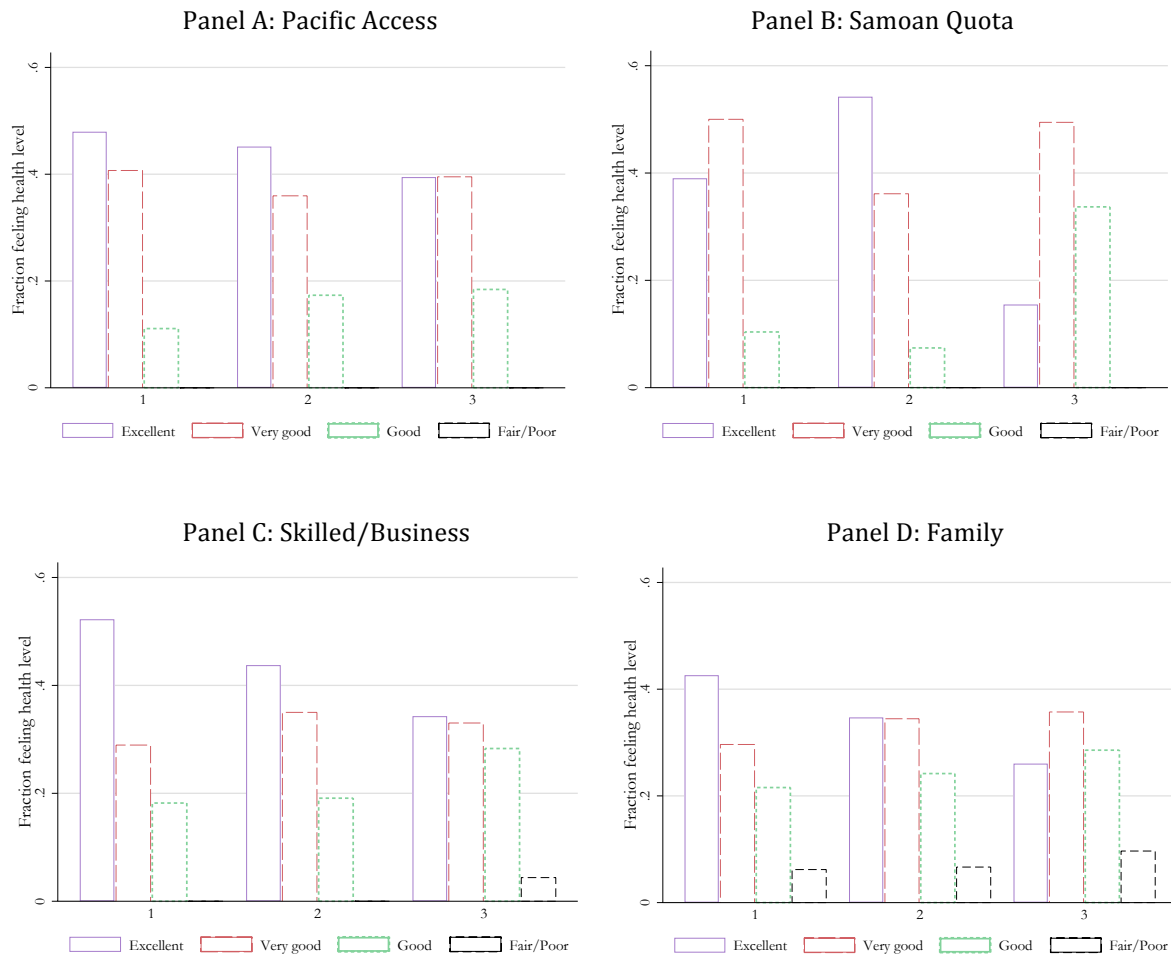 Panel A: Pacific Access
Fraction feeling health level
.6
.4
.2
0
1 2 3
Excellent Very good Good Fair/Poor
Panel B: Samoan Quota
Fraction feeling health level
.6
.4
.2
0
1 2 3
Excellent Very good Good Fair/Poor
Panel C: Skilled/Business
Fraction feeling health level
.6
.4
.2
0
1 2 3
Excellent Very good Good Fair/Poor
Panel D: Family
Fraction feeling health level
.6
.4
.2
0
1 2 3
Excellent Very good Good Fair/Poor